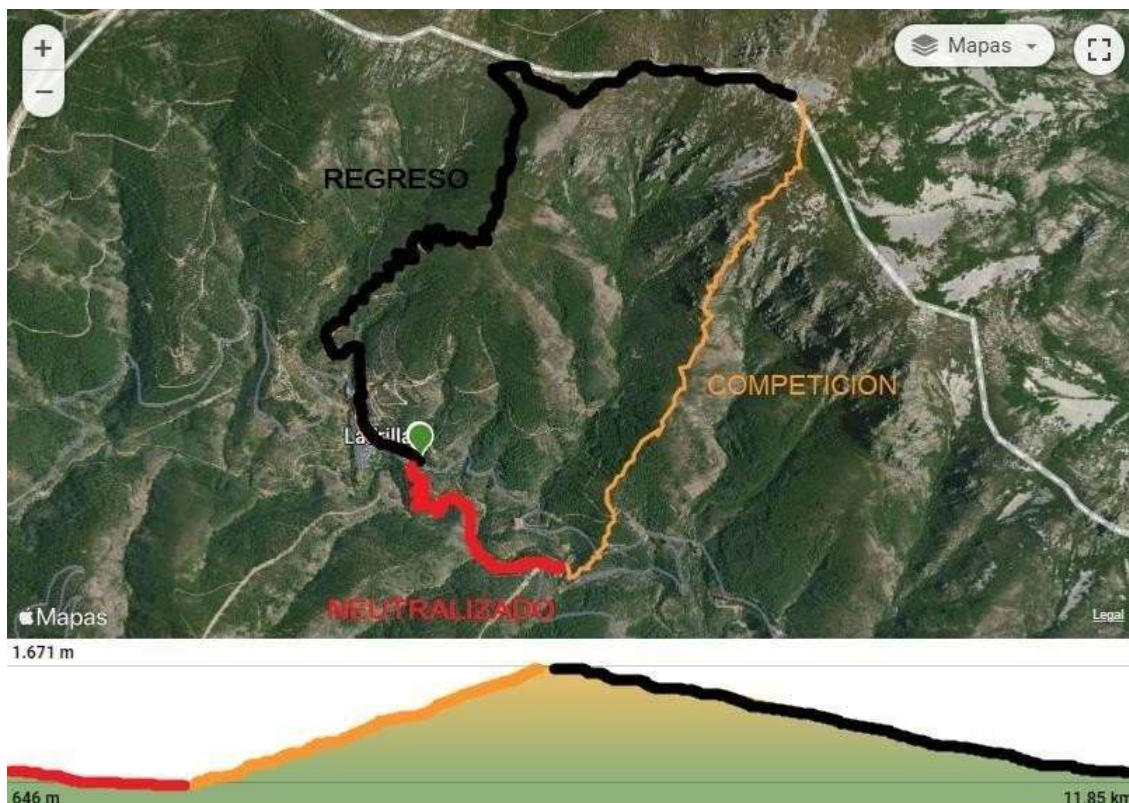 +
Mapas
−
REGRESO
COMPETICION
NEUTRALIZADO
Mapas
Legal
1.671 m
646 m
11.85 km